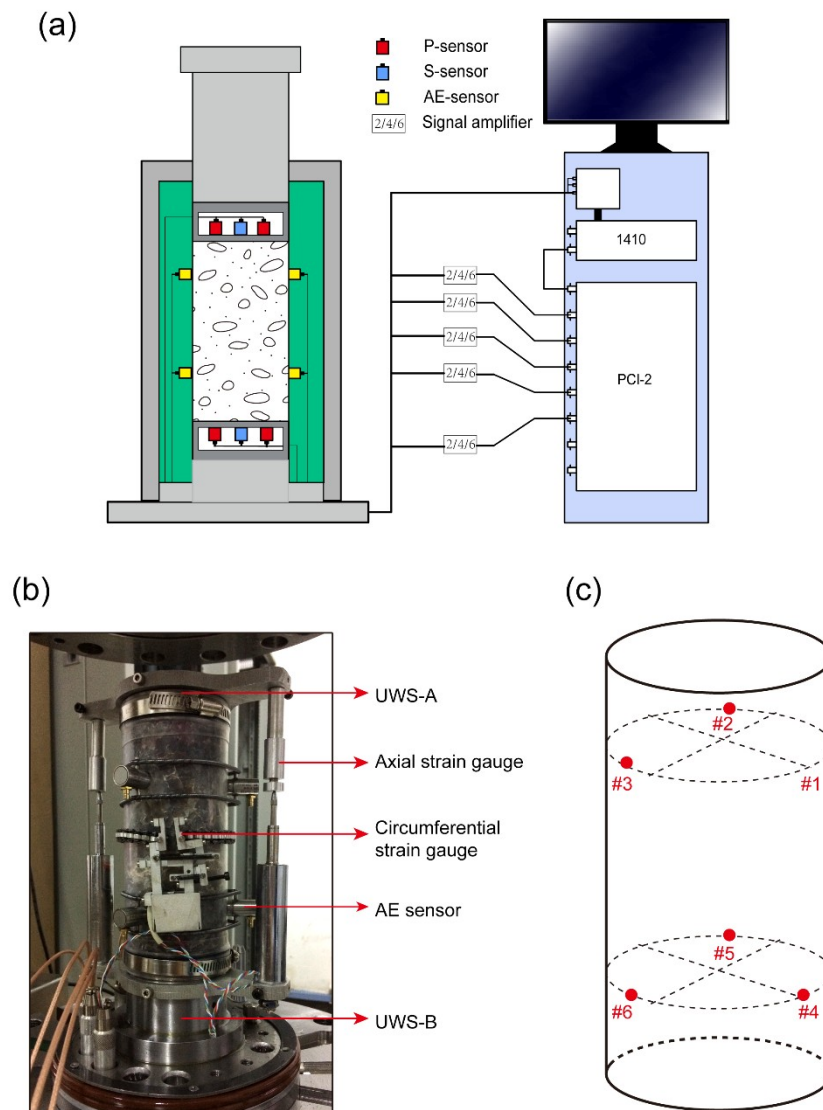 (a)
P-sensor
S-sensor
AE-sensor
2/4/6 Signal amplifier
1410
2/4/6
2/4/6
2/4/6
2/4/6
2/4/6
PCI-2
(b)
UWS-A
Axial strain gauge
Circumferential
strain gauge
AE sensor
UWS-B
(c)
#2
#3
#1
#5
#6
#4